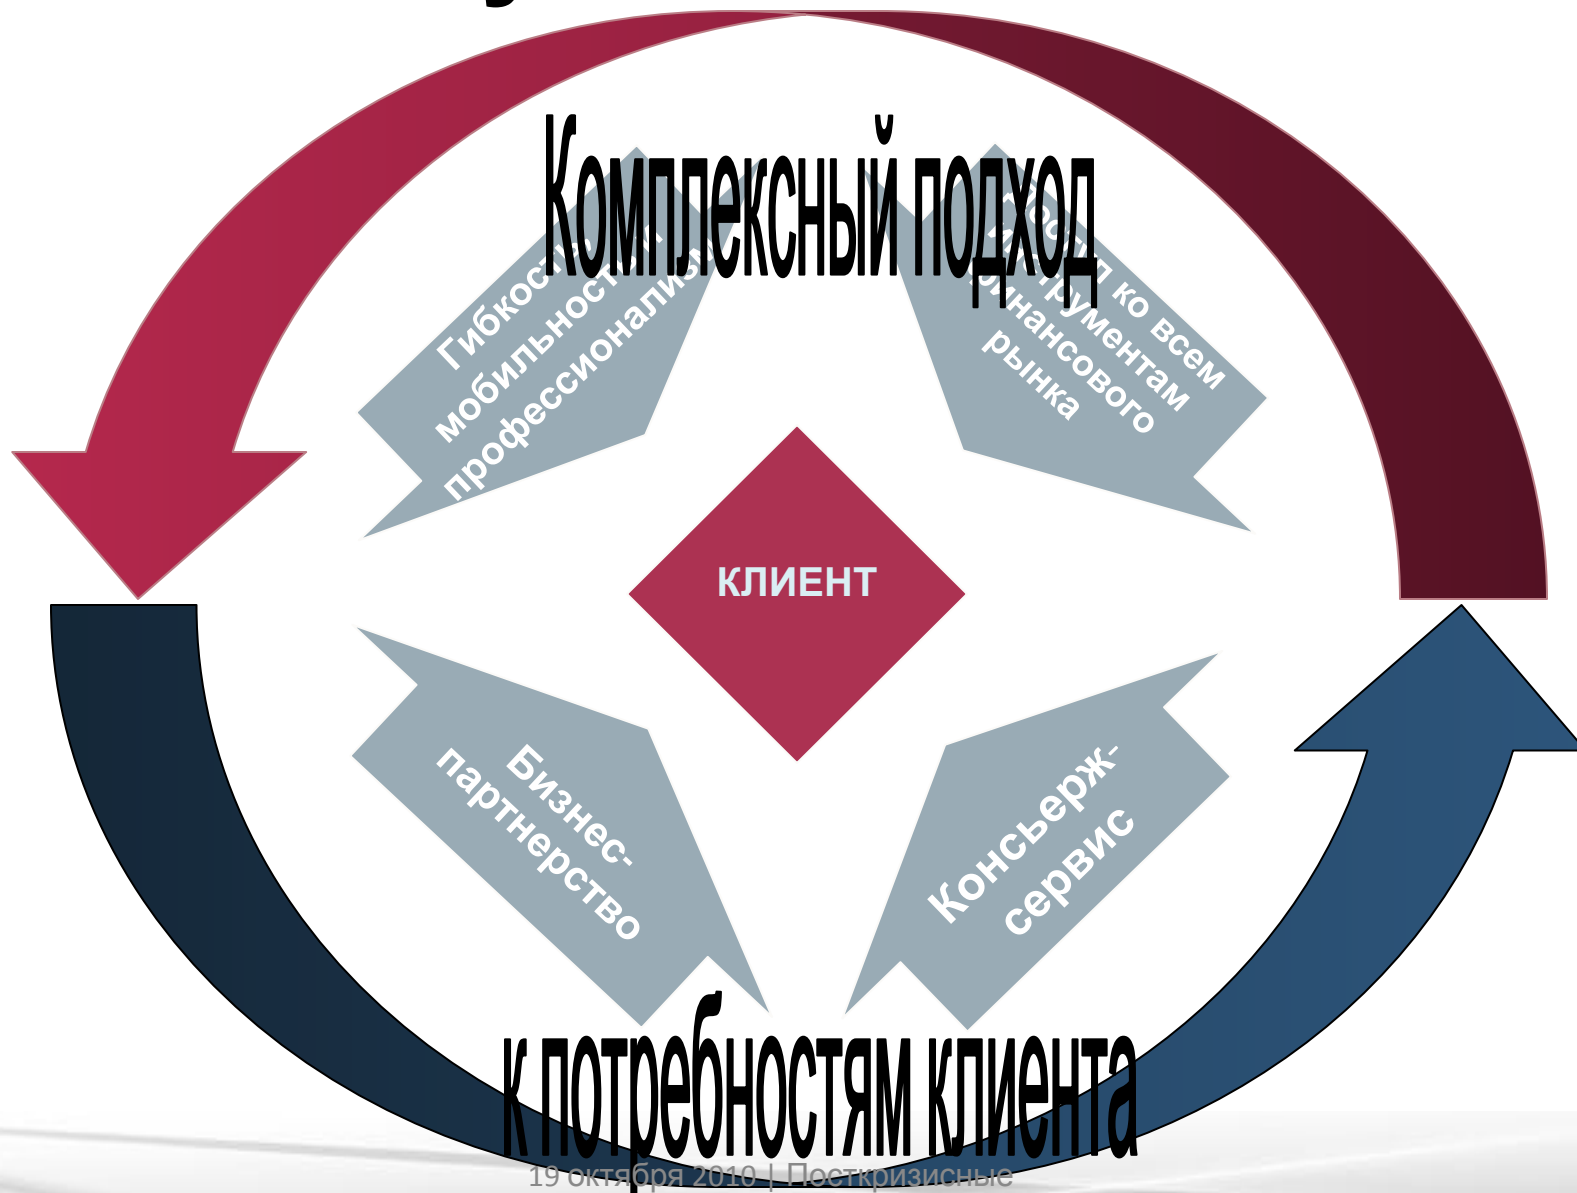 Комплексный подход
Гибкость,
мобильность и
профессионализм
Доступ ко всем
инструментам
финансового
рынка
КЛИЕНТ
Бизнес-
партнерство
Консьерж-
сервис
к потребностям клиента
19 октября 2010 | Посткризисные